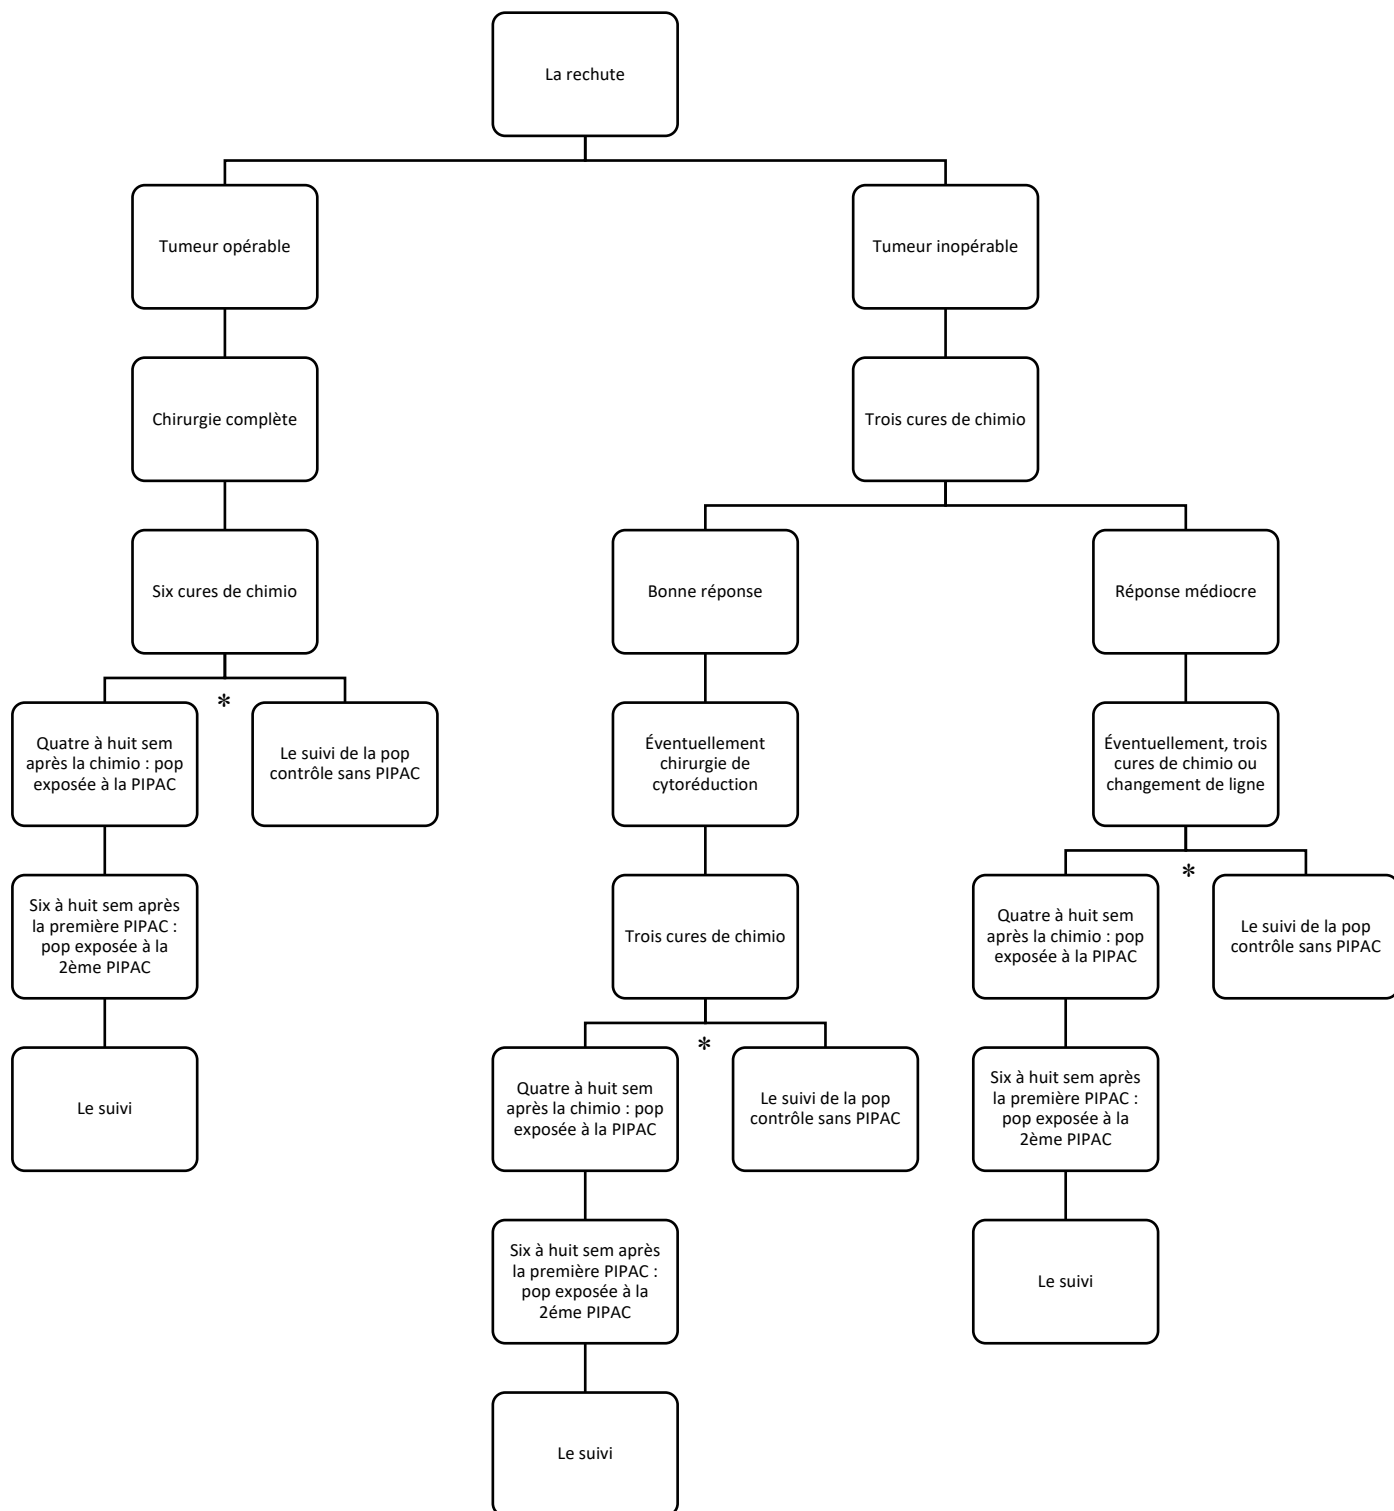 La rechute
Tumeur opérable
Tumeur inopérable
Chirurgie complète
Trois cures de chimio
Six cures de chimio
Bonne réponse
Réponse médiocre
*
Quatre à huit sem
après la chimio : pop
exposée à la PIPAC
Le suivi de la pop
contrôle sans PIPAC
Éventuellement
chirurgie de
cytoréduction
Éventuellement, trois
cures de chimio ou
changement de ligne
*
Six à huit sem après
la première PIPAC :
pop exposée à la
2ème PIPAC
Trois cures de chimio
Quatre à huit sem
après la chimio : pop
exposée à la PIPAC
Le suivi de la pop
contrôle sans PIPAC
*
Le suivi
Quatre à huit sem
après la chimio : pop
exposée à la PIPAC
Le suivi de la pop
contrôle sans PIPAC
Six à huit sem après
la première PIPAC :
pop exposée à la
2ème PIPAC
Six à huit sem après
la première PIPAC :
pop exposée à la
2éme PIPAC
Le suivi
Le suivi